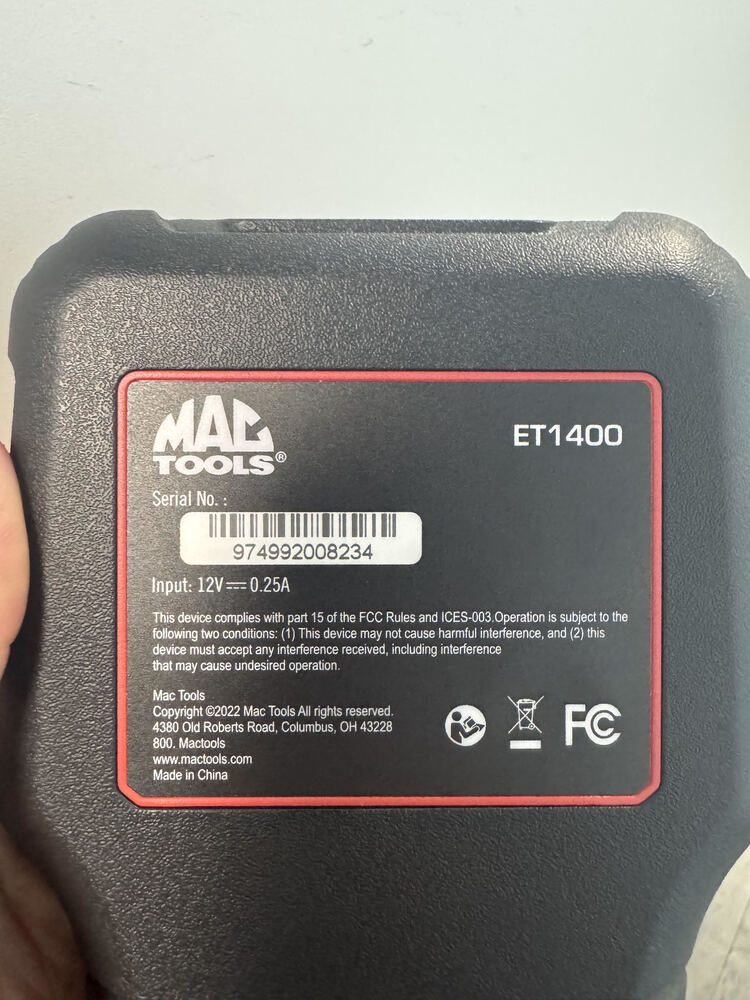 MAC
TOOLS®
ET1400
Serial No. :
974992008234
Input: 12V⎓0.25A
This device complies with part 15 of the FCC Rules and ICES-003.Operation is subject to the
following two conditions: (1) This device may not cause harmful interference, and (2) this
device must accept any interference received, including interference
that may cause undesired operation.
Mac Tools
Copyright ©2022 Mac Tools All rights reserved.
4380 Old Roberts Road, Columbus, OH 43228
800. Mactools
www.mactools.com
Made in China
FC